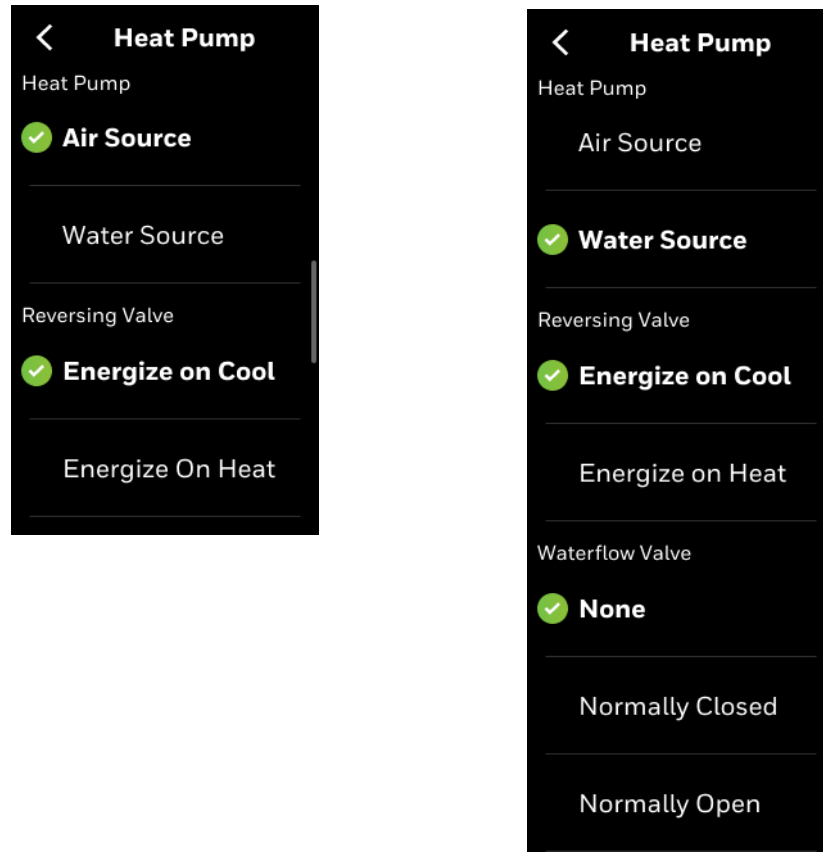 Heat Pump
Heat Pump
Air Source
Water Source
Reversing Valve
Energize on Cool
Energize On Heat
Heat Pump
Heat Pump
Air Source
Water Source
Reversing Valve
Energize on Cool
Energize on Heat
Waterflow Valve
None
Normally Closed
Normally Open